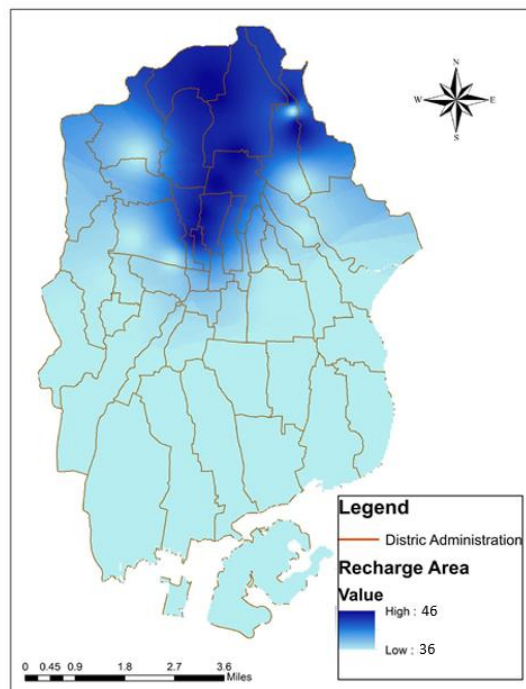 N
W E
S
Legend
Distric Administration
Recharge Area
Value
High : 46
Low : 36
0 0.45 0.9 1.8 2.7 3.6
Miles